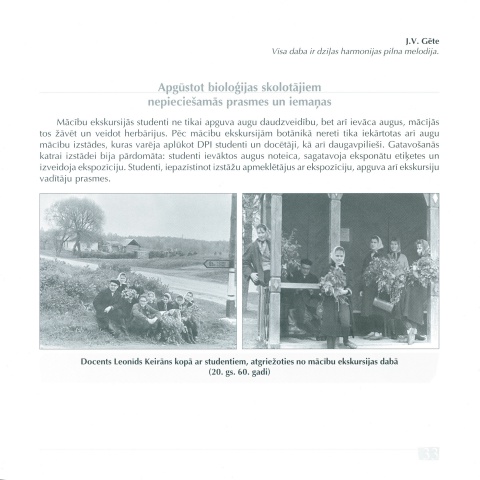 J.V. Gēte
Visa daba ir dziļas harmonijas pilna melodija.
Apgūstot bioloģijas skolotājiem
nepieciešamās prasmes un iemaņas
Mācību ekskursijās studenti ne tikai apguva augu daudzveidību, bet arī ievāca augus, mācījās
tos žāvēt un veidot herbārijus. Pēc mācību ekskursijām botānikā nereti tika iekārtotas arī augu
mācību izstādes, kuras varēja aplūkot DPI studenti un docētāji, kā arī daugavpilieši. Gatavošanās
katrai izstādei bija pārdomāta: studenti ievāktos augus noteica, sagatavoja eksponātu etiķetes un
izveidoja ekspozīciju. Studenti, iepazīstinot izstāžu apmeklētājus ar ekspozīciju, apguva arī ekskursiju
vadītāju prasmes.
Docents Leonīds Keirāns kopā ar studentiem, atgriežoties no mācību ekskursijas dabā
(20. gs. 60. gadi)
33